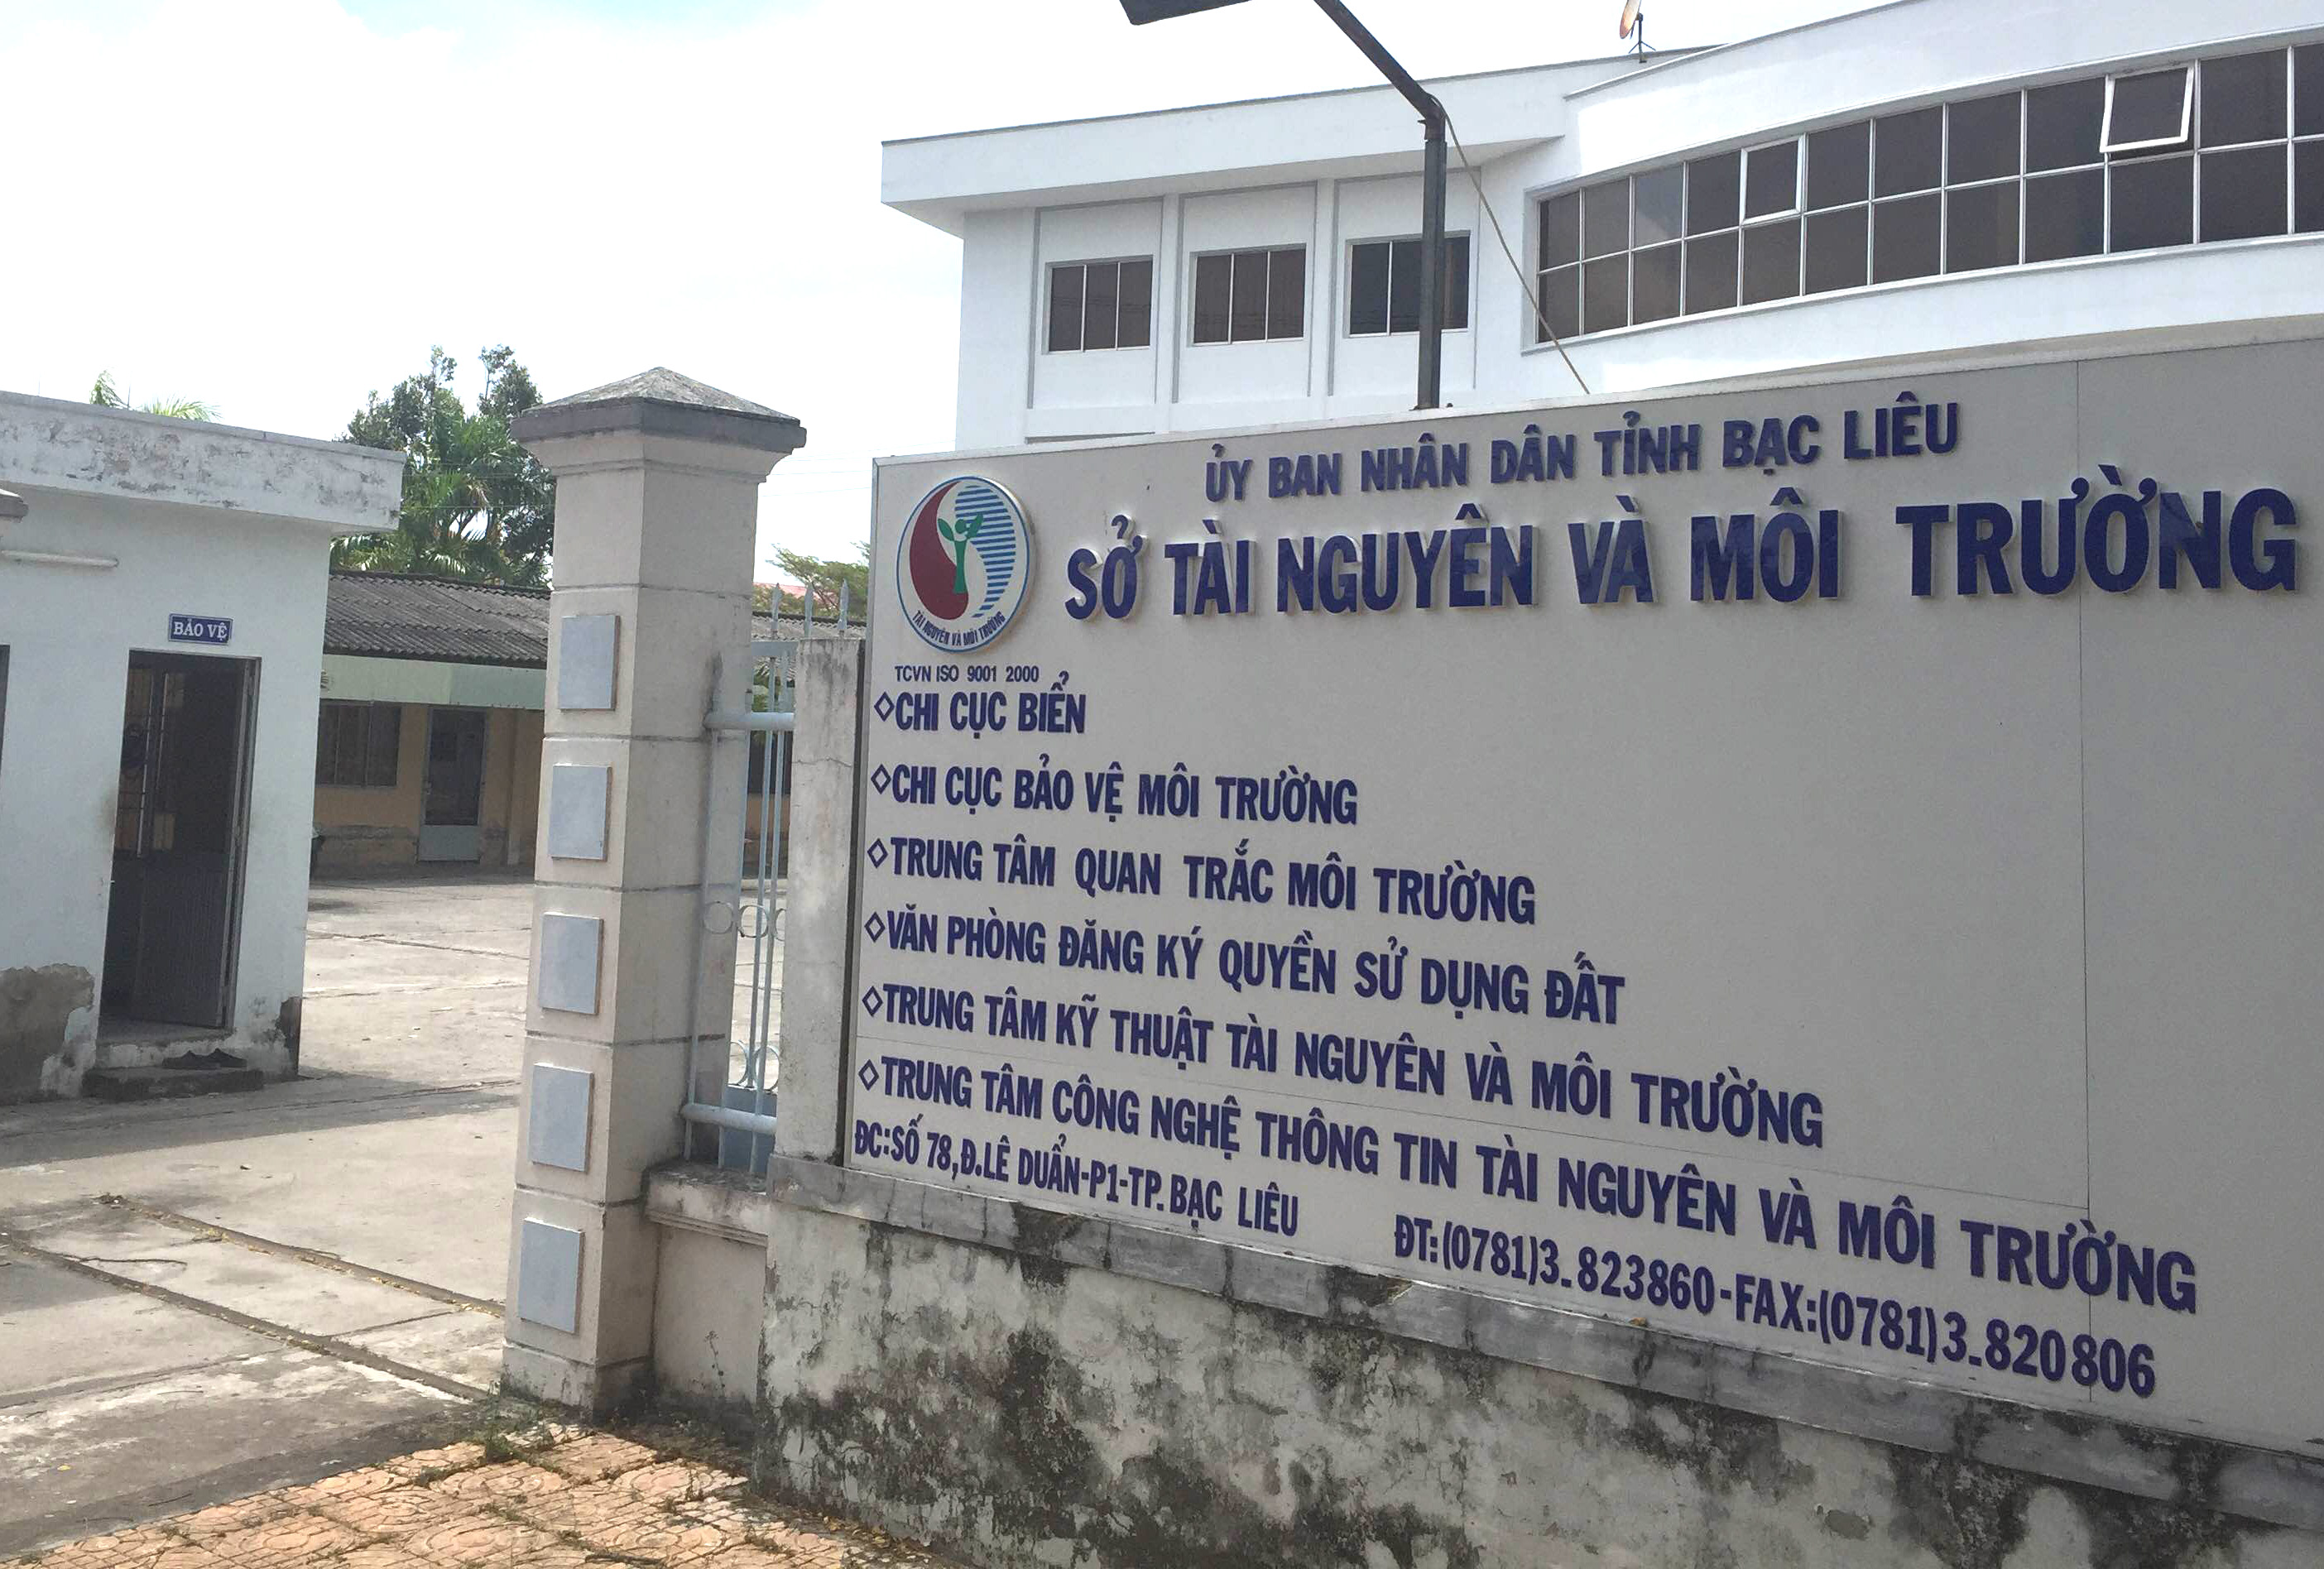 BẢO VỆ
ỦY BAN NHÂN DÂN TỈNH BẠC LIÊU
SỞ TÀI NGUYÊN VÀ MÔI TRƯỜNG
TÀI NGUYÊN VÀ MÔI TRƯỜNG
TCVN ISO 9001 2000
◇CHI CỤC BIỂN
◇CHI CỤC BẢO VỆ MÔI TRƯỜNG
◇TRUNG TÂM QUAN TRẮC MÔI TRƯỜNG
◇VĂN PHÒNG ĐĂNG KÝ QUYỀN SỬ DỤNG ĐẤT
◇TRUNG TÂM KỸ THUẬT TÀI NGUYÊN VÀ MÔI TRƯỜNG
◇TRUNG TÂM CÔNG NGHỆ THÔNG TIN TÀI NGUYÊN VÀ MÔI TRƯỜNG
ĐC:SỐ 78,Đ.LÊ DUẨN-P1-TP.BẠC LIÊU ĐT:(0781)3.823860-FAX:(0781)3.820806